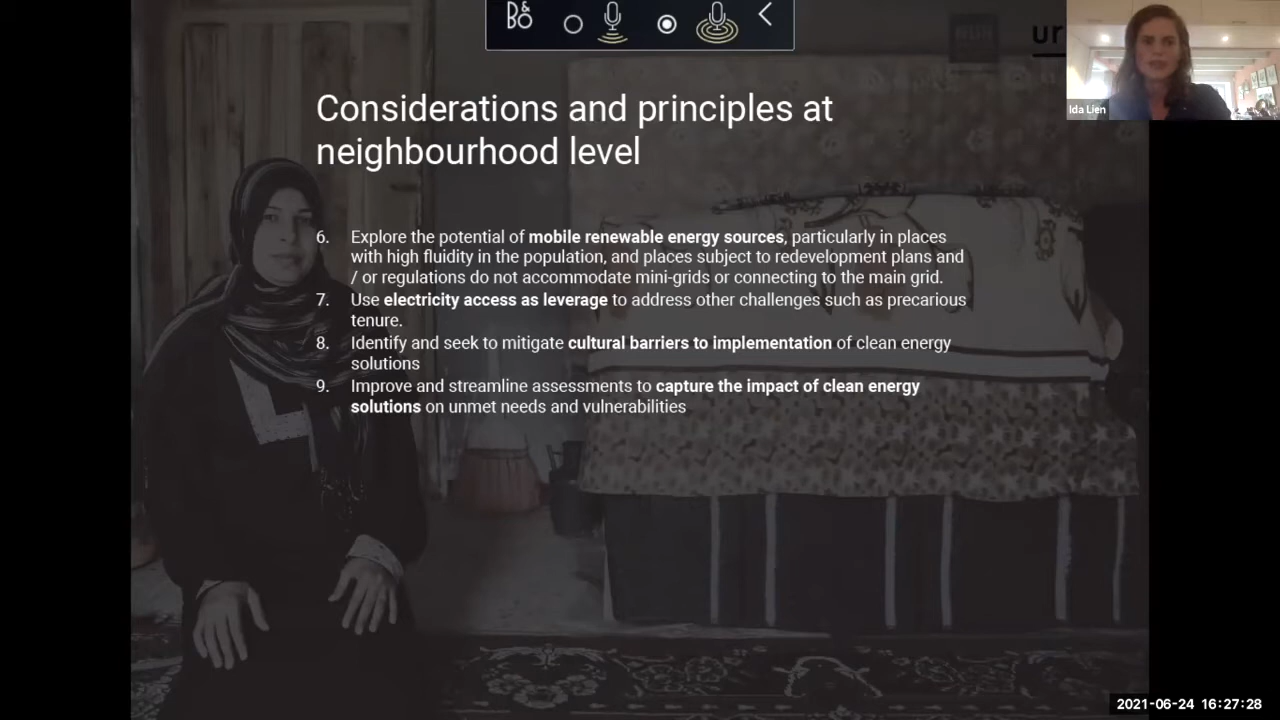 B&O
ur
Ida Lien
Considerations and principles at
neighbourhood level
6. Explore the potential of mobile renewable energy sources, particularly in places
with high fluidity in the population, and places subject to redevelopment plans and
/ or regulations do not accommodate mini-grids or connecting to the main grid.
7. Use electricity access as leverage to address other challenges such as precarious
tenure.
8. Identify and seek to mitigate cultural barriers to implementation of clean energy
solutions
9. Improve and streamline assessments to capture the impact of clean energy
solutions on unmet needs and vulnerabilities
2021-06-24 16:27:28